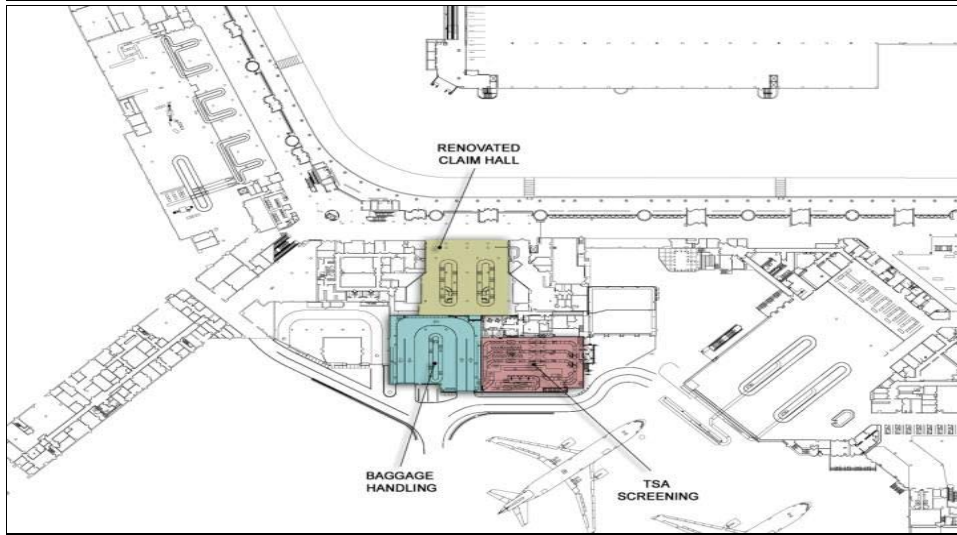 RENOVATED
CLAIM HALL
BAGGAGE
HANDLING
TSA
SCREENING